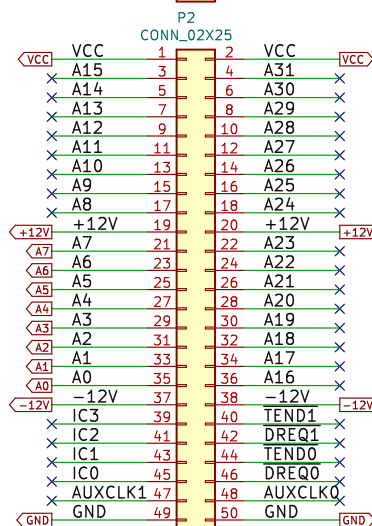 P2
CONN_02X25
VCC VCC 1 2 VCC VCC
A15 3 4 A31
A14 5 6 A30
A13 7 8 A29
A12 9 10 A28
A11 11 12 A27
A10 13 14 A26
A9 15 16 A25
A8 17 18 A24
+12V +12V 19 20 +12V +12V
A7 A7 21 22 A23
A6 A6 23 24 A22
A5 A5 25 26 A21
A4 A4 27 28 A20
A3 A3 29 30 A19
A2 A2 31 32 A18
A1 A1 33 34 A17
A0 A0 35 36 A16
-12V -12V 37 38 -12V -12V
IC3 39 40 TEND1
IC2 41 42 DREQ1
IC1 43 44 TEND0
IC0 45 46 DREQ0
AUXCLK1 47 48 AUXCLK0
GND GND 49 50 GND GND